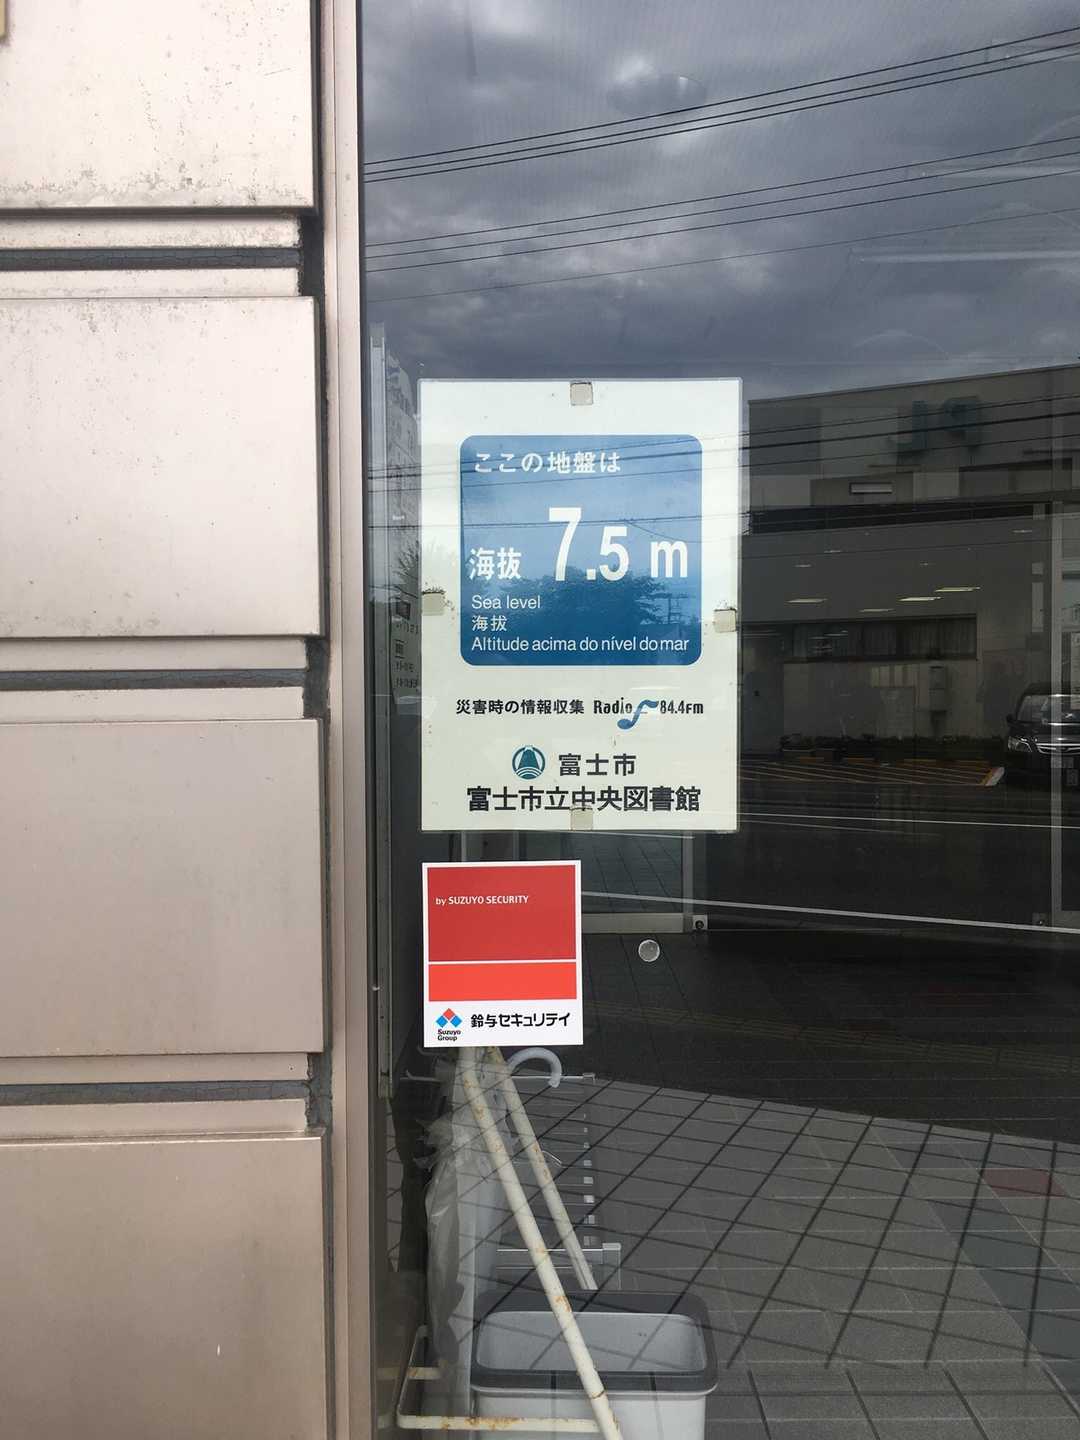 ここの地盤は
海抜 7.5 m
Sea level
海拔
Altitude acima do nível do mar
災害時の情報収集 Radio f 84.4FM
富士市
富士市立中央図書館
by SUZUYO SECURITY
Suzuyo Group 鈴与セキュリティ